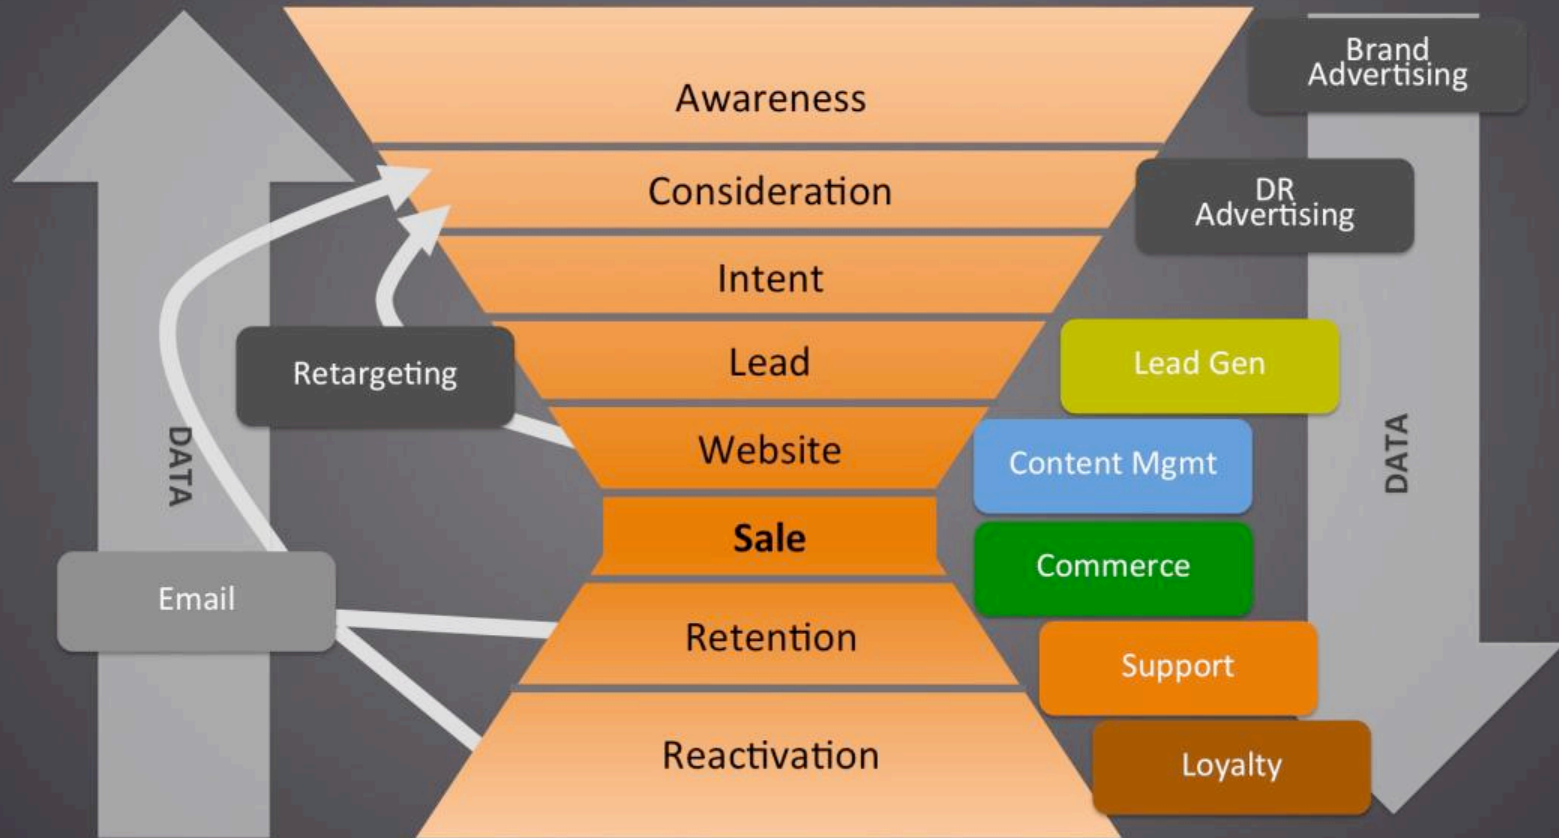 Brand
Advertising
Awareness
DR
Advertising
Consideration
Intent
Lead
Lead Gen
Retargeting
Website
Content Mgmt
DATA
DATA
Sale
Commerce
Email
Retention
Support
Reactivation
Loyalty